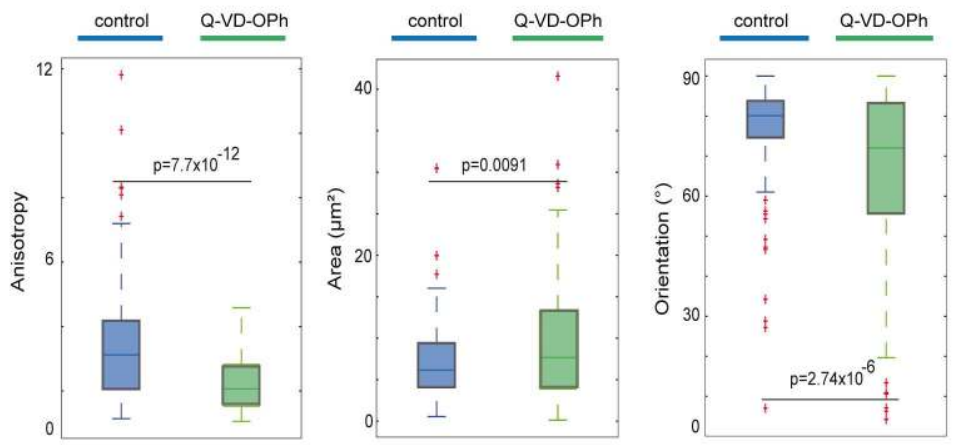 control Q-VD-OPh
control Q-VD-OPh
control Q-VD-OPh
Anisotropy
12
6
0
p=7.7x10⁻¹²
Area (µm²)
40
20
0
p=0.0091
Orientation (°)
90
60
30
0
p=2.74x10⁻⁶